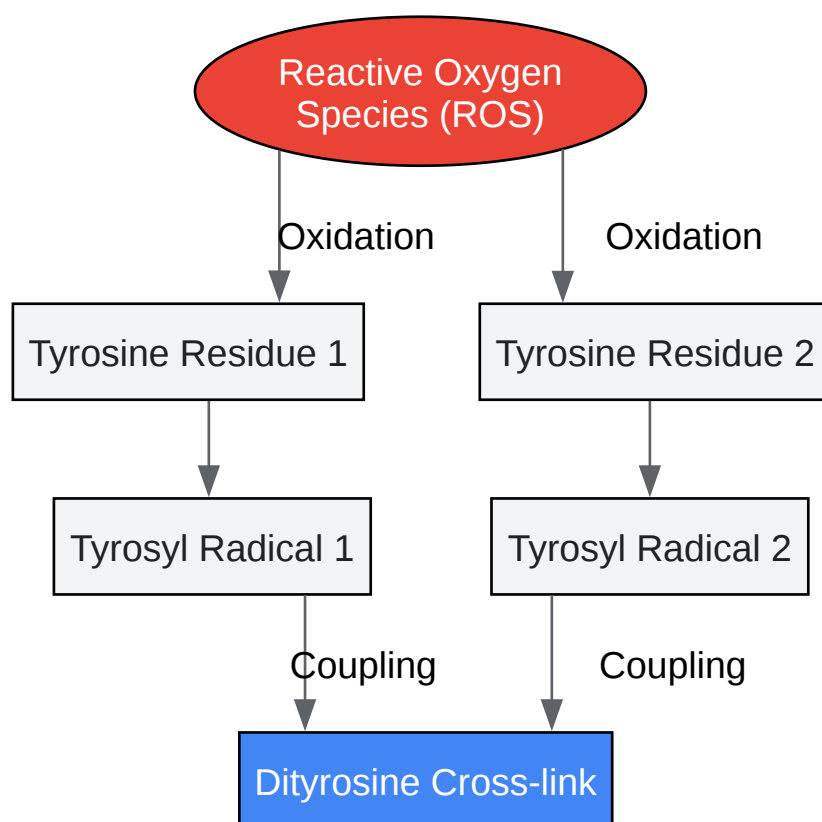 Reactive Oxygen
Species (ROS)
Oxidation
Oxidation
Tyrosine Residue 1
Tyrosine Residue 2
Tyrosyl Radical 1
Tyrosyl Radical 2
Coupling
Coupling
Dityrosine Cross-link